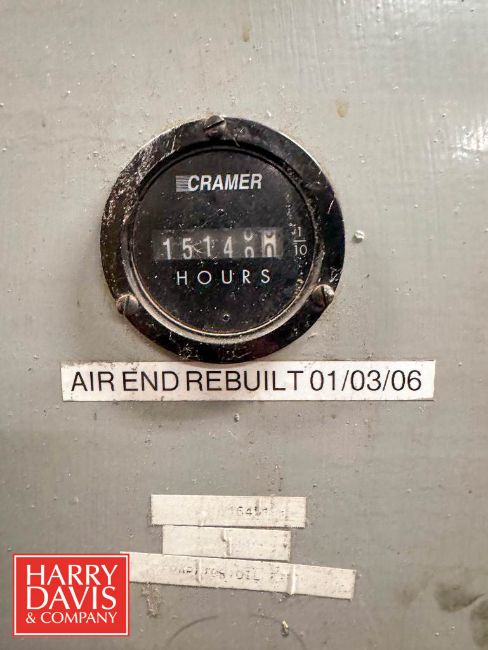 CRAMER
1514
1/10
HOURS
AIR END REBUILT 01/03/06
HARRY
DAVIS
& COMPANY